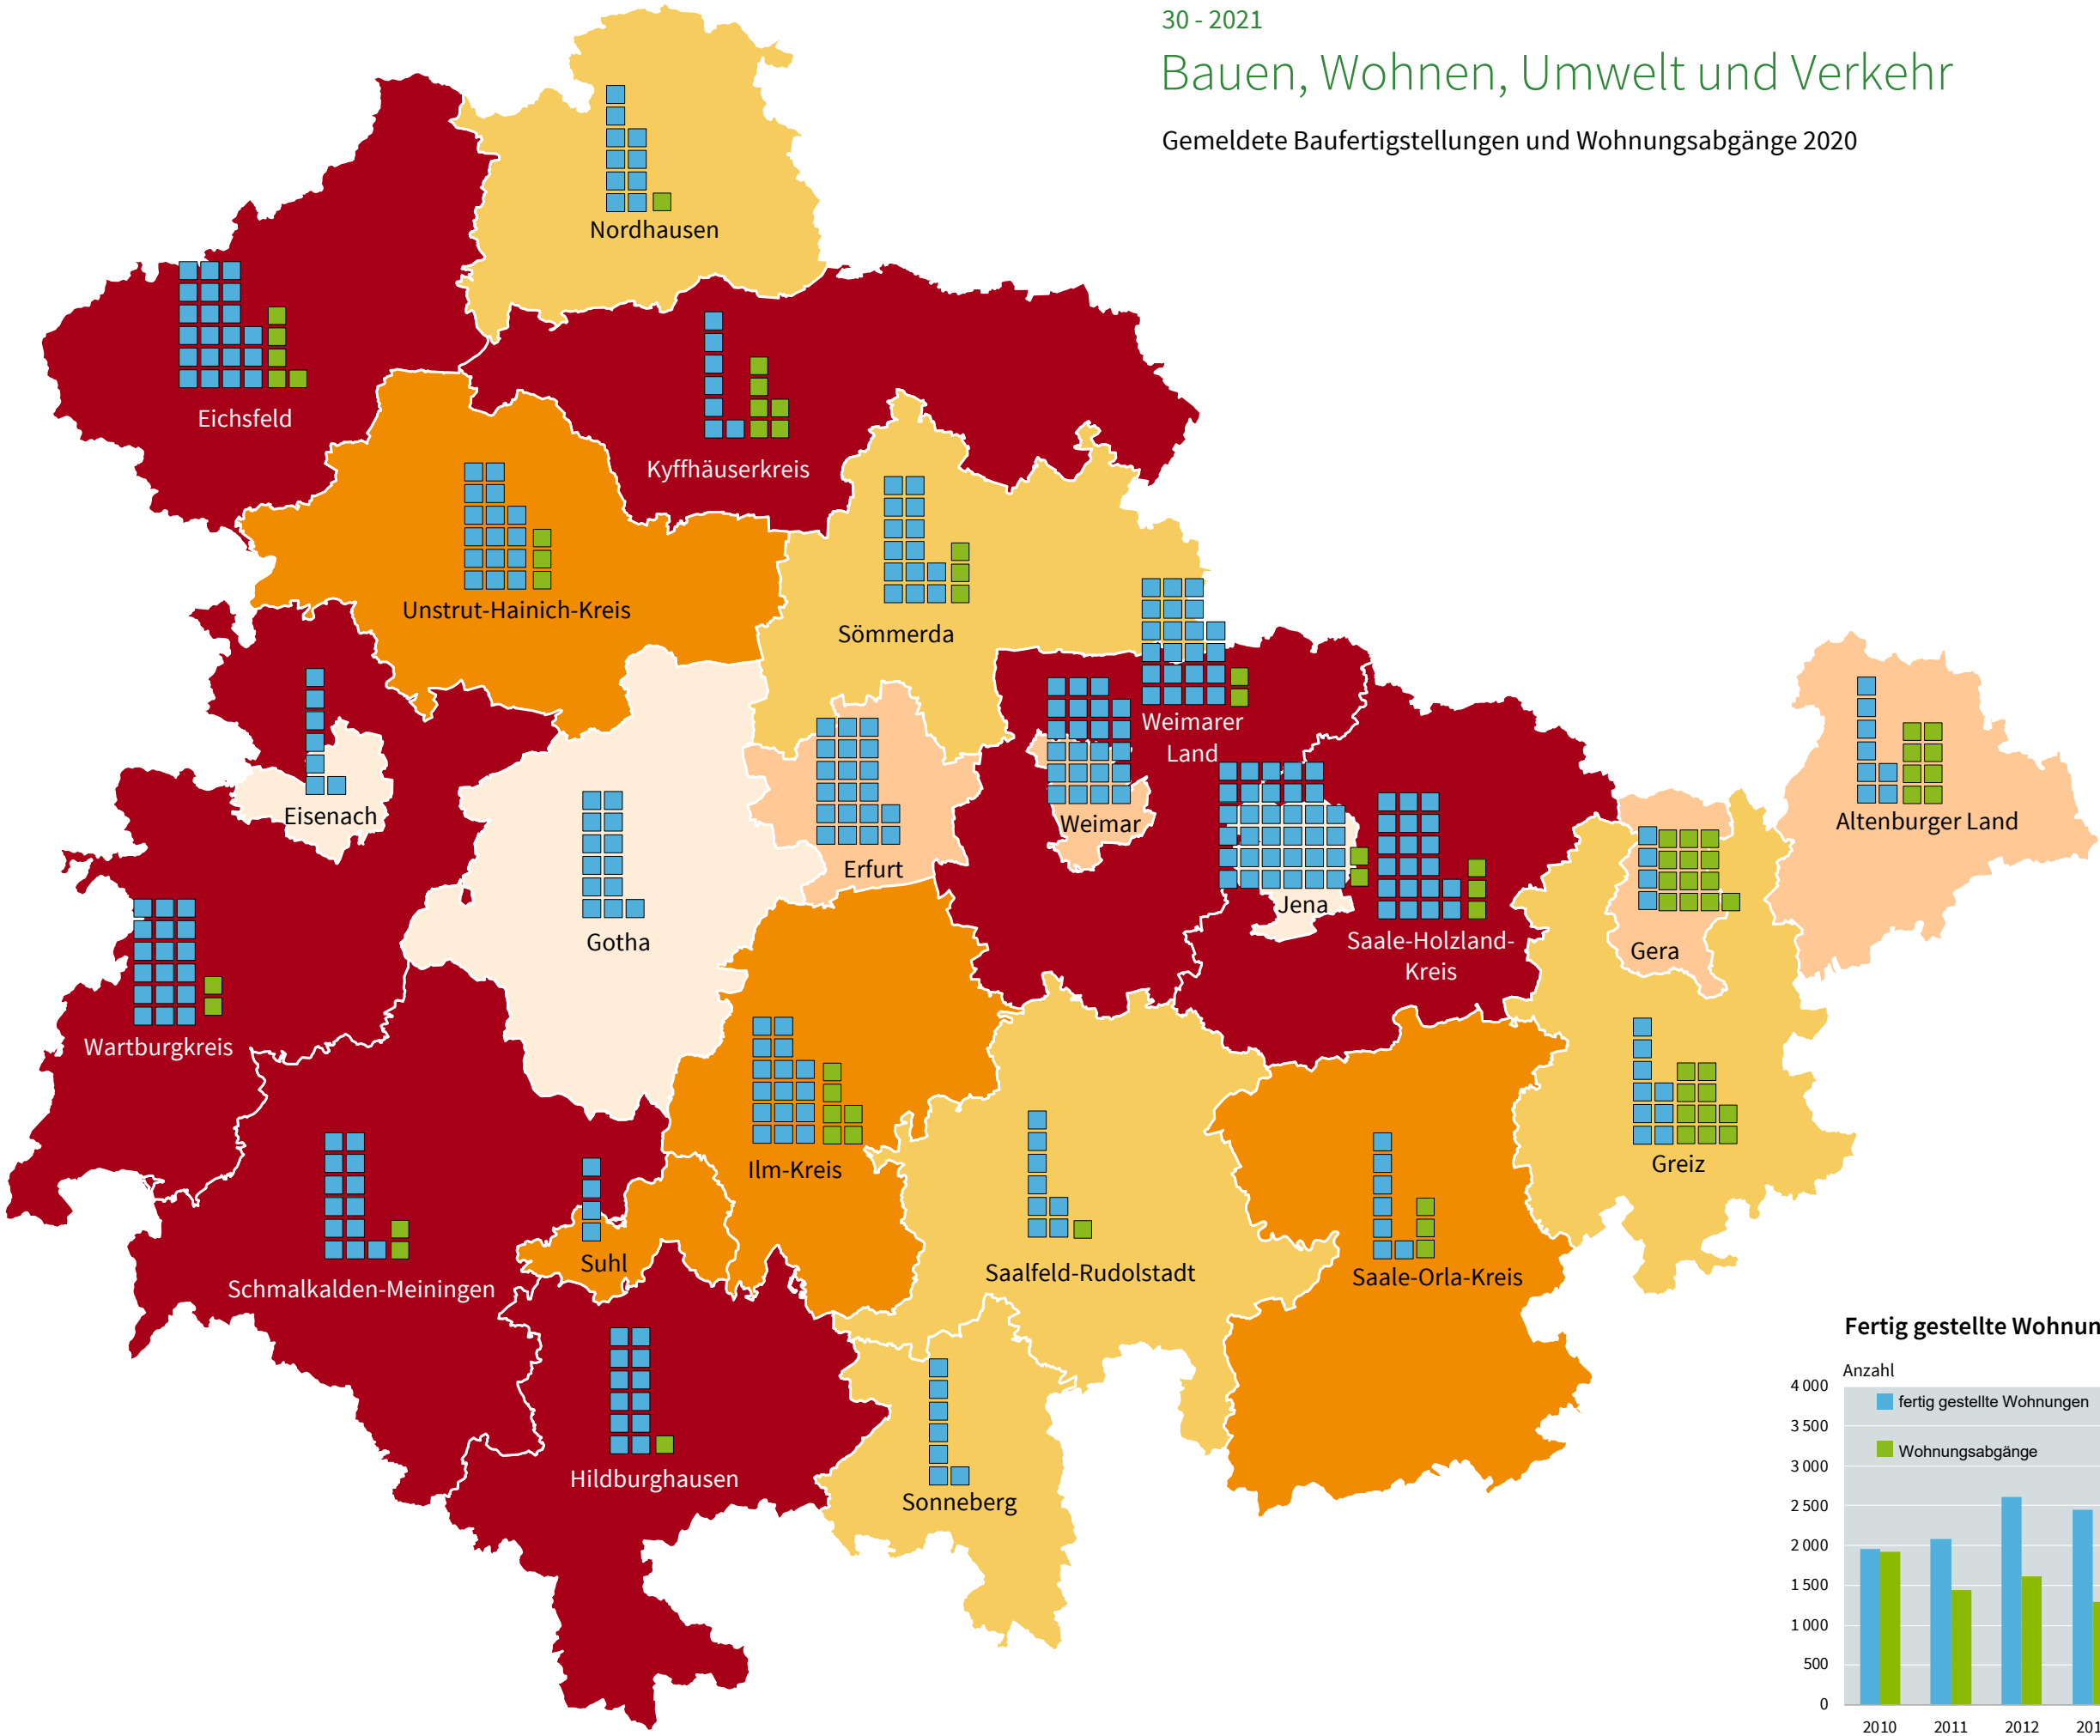 30 - 2021
Bauen, Wohnen, Umwelt und Verkehr
Gemeldete Baufertigstellungen und Wohnungsabgänge 2020
Nordhausen
Eichsfeld
Kyffhäuserkreis
Unstrut-Hainich-Kreis
Sömmerda
Weimarer
Land
Eisenach
Erfurt
Weimar
Altenburger Land
Jena
Gotha
Saale-Holzland-
Kreis
Gera
Wartburgkreis
Ilm-Kreis
Greiz
Suhl
Schmalkalden-Meiningen
Saalfeld-Rudolstadt
Saale-Orla-Kreis
Hildburghausen
Sonneberg
Fertig gestellte Wohnun
Anzahl
4 000
fertig gestellte Wohnungen
3 500
Wohnungsabgänge
3 000
2 500
2 000
1 500
1 000
500
0
2010 2011 2012 201